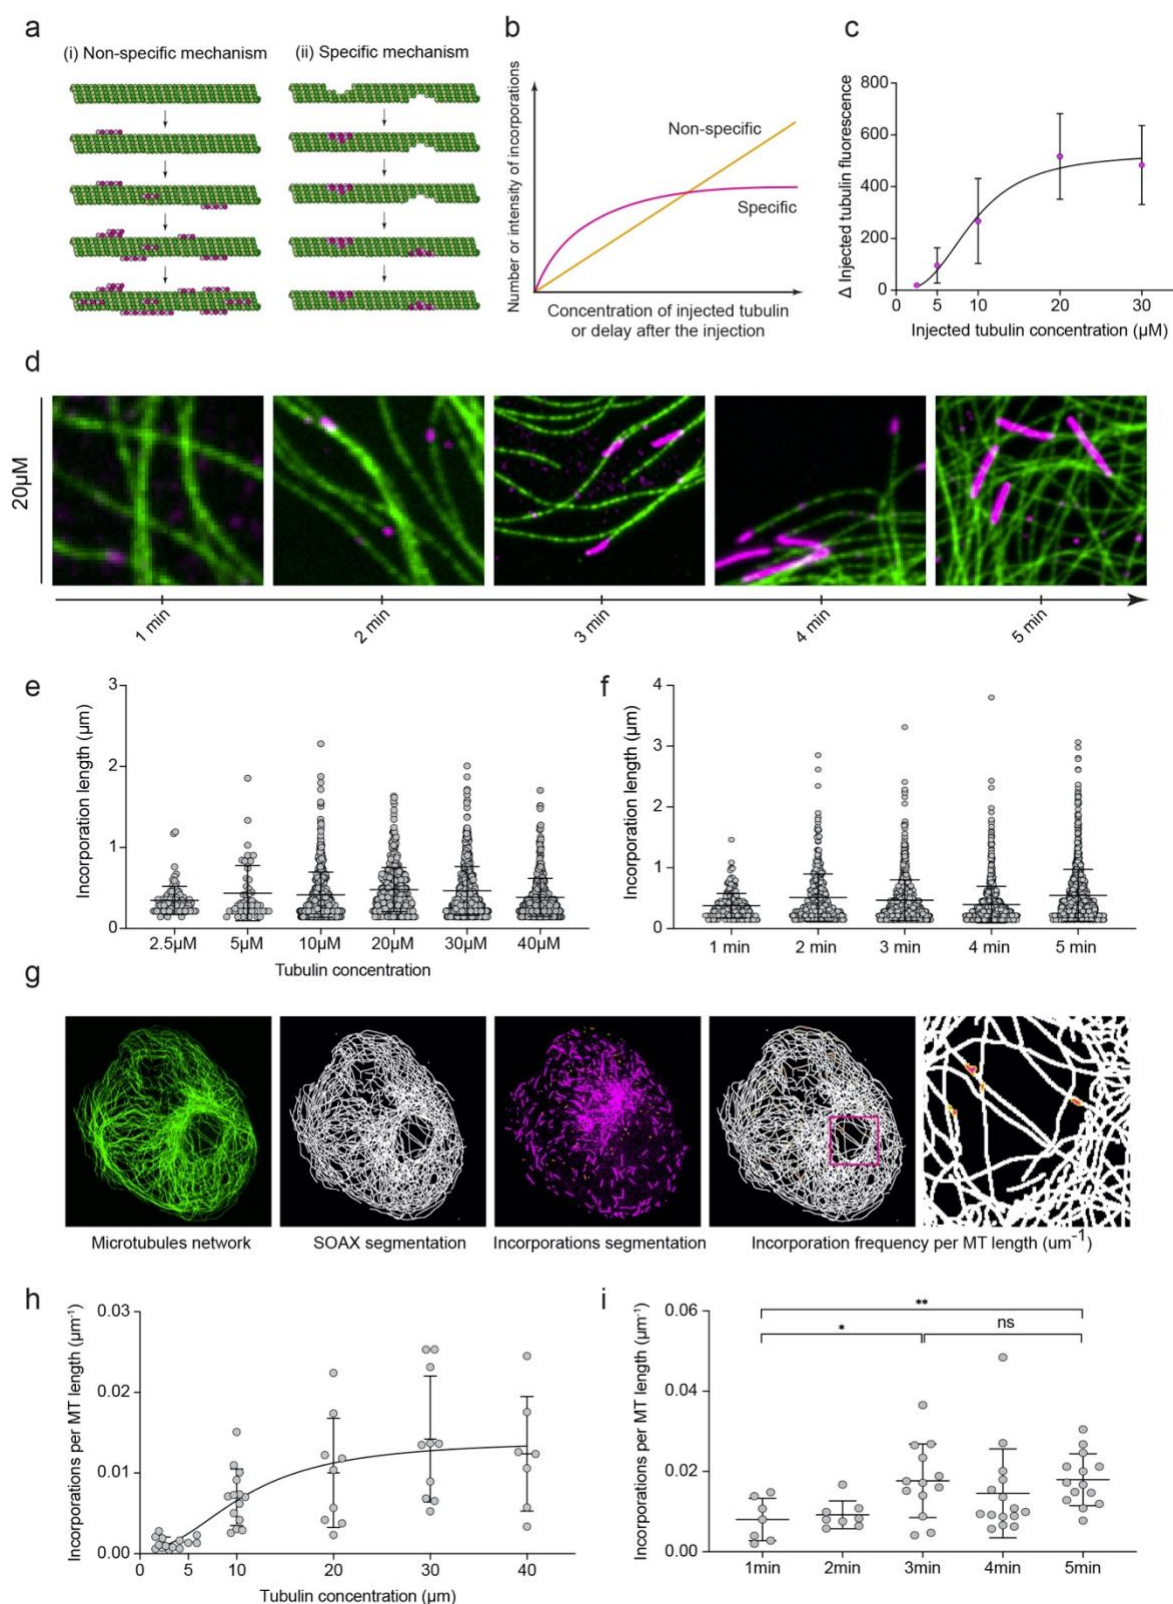 a
(i) Non-specific mechanism
(ii) Specific mechanism
b
Number or intensity of incorporations
Non-specific
Specific
Concentration of injected tubulin
or delay after the injection
c
Δ Injected tubulin fluorescence
800
600
400
200
0
0
5
10
20
30
Injected tubulin concentration (µM)
d
20µM
1 min
2 min
3 min
4 min
5 min
e
Incorporation length (µm)
3
2
1
0
2.5µM
5µM
10µM
20µM
30µM
40µM
Tubulin concentration
f
Incorporation length (µm)
4
3
2
1
0
1 min
2 min
3 min
4 min
5 min
g
Microtubules network
SOAX segmentation
Incorporations segmentation
Incorporation frequency per MT length (um⁻¹)
h
Incorporations per MT length (µm⁻¹)
0.03
0.02
0.01
0.00
0
5
10
20
30
40
Tubulin concentration (µm)
i
Incorporations per MT length (µm⁻¹)
0.06
0.04
0.02
0.00
**
*
ns
1min
2min
3min
4min
5min